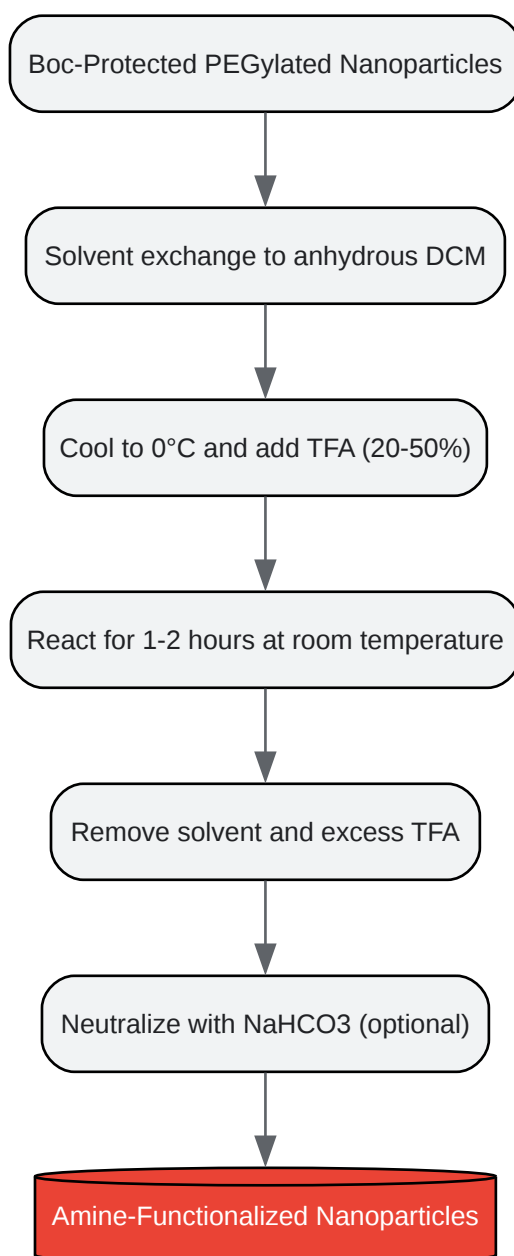 Boc-Protected PEGylated Nanoparticles
Solvent exchange to anhydrous DCM
Cool to 0°C and add TFA (20-50%)
React for 1-2 hours at room temperature
Remove solvent and excess TFA
Neutralize with NaHCO3 (optional)
Amine-Functionalized Nanoparticles